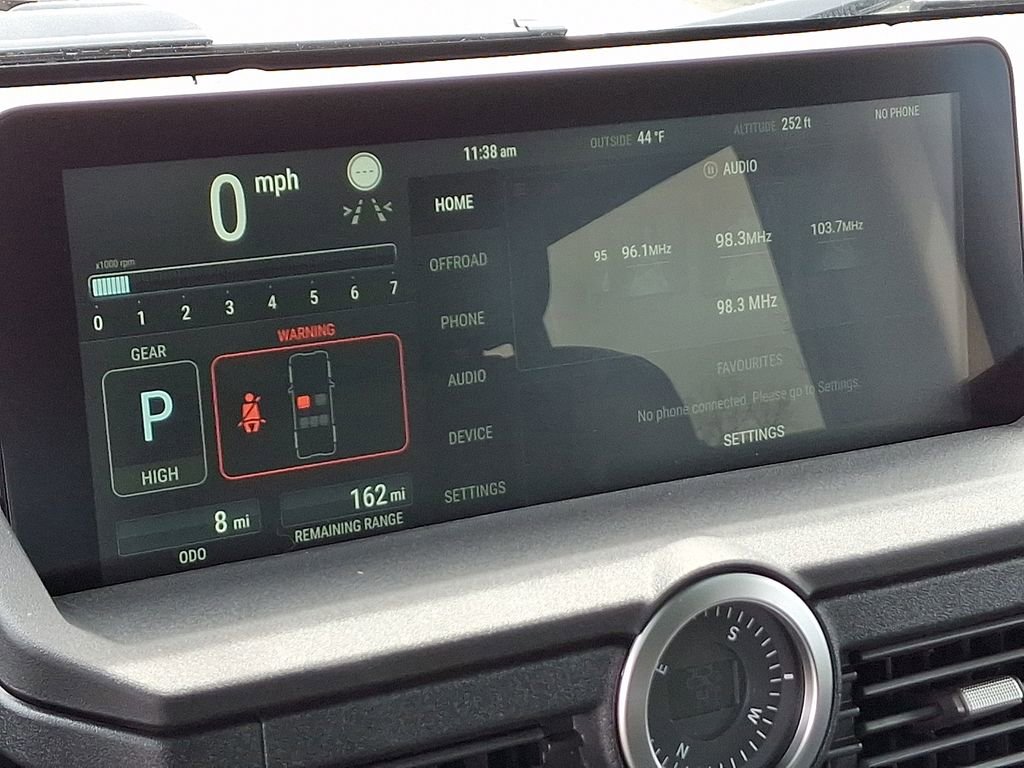 11:38 am
OUTSIDE 44 °F
ALTITUDE 252 ft
NO PHONE
0 mph
x1000 rpm
0 1 2 3 4 5 6 7
GEAR
P
HIGH
WARNING
8 mi
ODO
162 mi
REMAINING RANGE
HOME
OFFROAD
PHONE
AUDIO
DEVICE
SETTINGS
AUDIO
95 96.1MHz 98.3MHz 103.7MHz
98.3 MHz
FAVOURITES
No phone connected. Please go to Settings.
SETTINGS
S
E
W
N